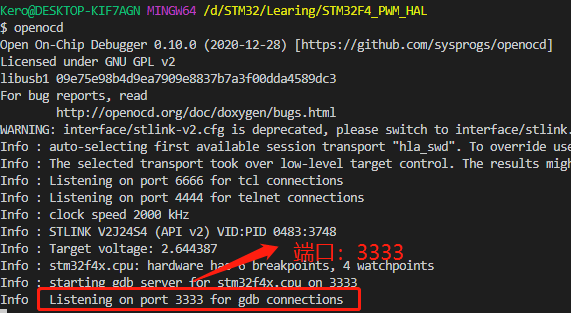 Kero@DESKTOP-KIF7AGN MINGW64 /d/STM32/Learing/STM32F4_PWM_HAL
$ openocd
Open On-Chip Debugger 0.10.0 (2020-12-28) [https://github.com/sysprogs/openocd]
Licensed under GNU GPL v2
libusb1 09e75e98b4d9ea7909e8837b7a3f00dda4589dc3
For bug reports, read
http://openocd.org/doc/doxygen/bugs.html
WARNING: interface/stlink-v2.cfg is deprecated, please switch to interface/stlink.
Info : auto-selecting first available session transport "hla_swd". To override use
Info : The selected transport took over low-level target control. The results migh
Info : Listening on port 6666 for tcl connections
Info : Listening on port 4444 for telnet connections
Info : clock speed 2000 kHz
Info : STLINK V2J24S4 (API v2) VID:PID 0483:3748
Info : Target voltage: 2.644387
端口：3333
Info : stm32f4x.cpu: hardware has 6 breakpoints, 4 watchpoints
Info : starting gdb server for stm32f4x.cpu on 3333
Info : Listening on port 3333 for gdb connections